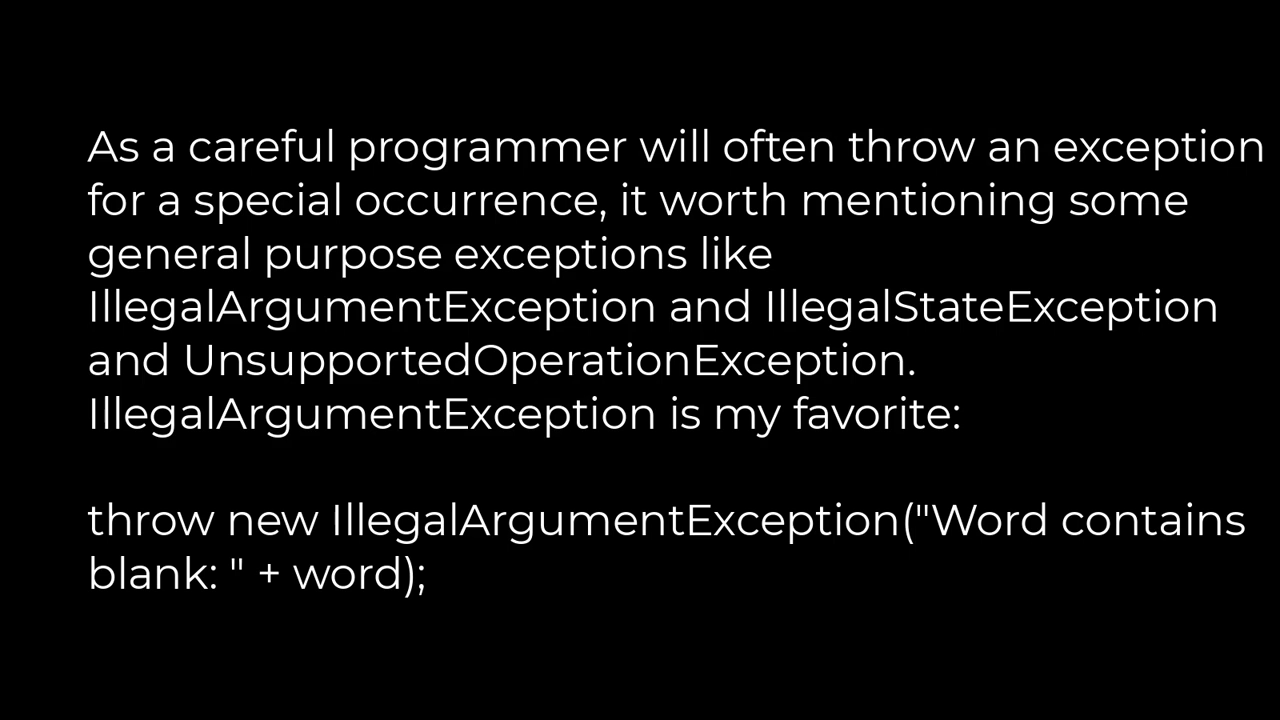 As a careful programmer will often throw an exception
for a special occurrence, it worth mentioning some
general purpose exceptions like
IllegalArgumentException and IllegalStateException
and UnsupportedOperationException.
IllegalArgumentException is my favorite:
throw new IllegalArgumentException("Word contains
blank: " + word);